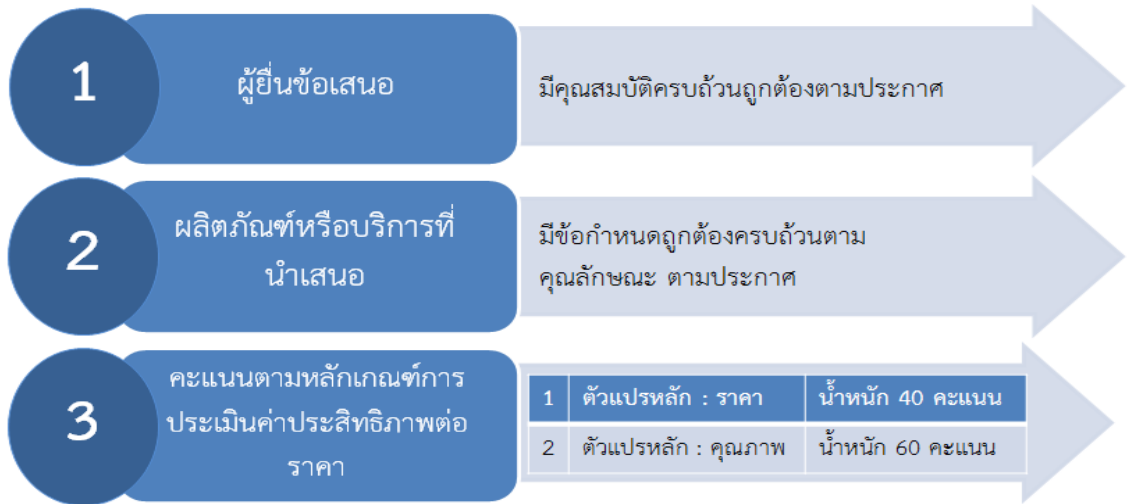 1
ผู้ยื่นข้อเสนอ
มีคุณสมบัติครบถ้วนถูกต้องตามประกาศ
2
ผลิตภัณฑ์หรือบริการที่
นำเสนอ
มีข้อกำหนดถูกต้องครบถ้วนตาม
คุณลักษณะ ตามประกาศ
3
คะแนนตามหลักเกณฑ์การ
ประเมินค่าประสิทธิภาพต่อ
ราคา
1 ตัวแปรหลัก : ราคา น้ำหนัก 40 คะแนน
2 ตัวแปรหลัก : คุณภาพ น้ำหนัก 60 คะแนน